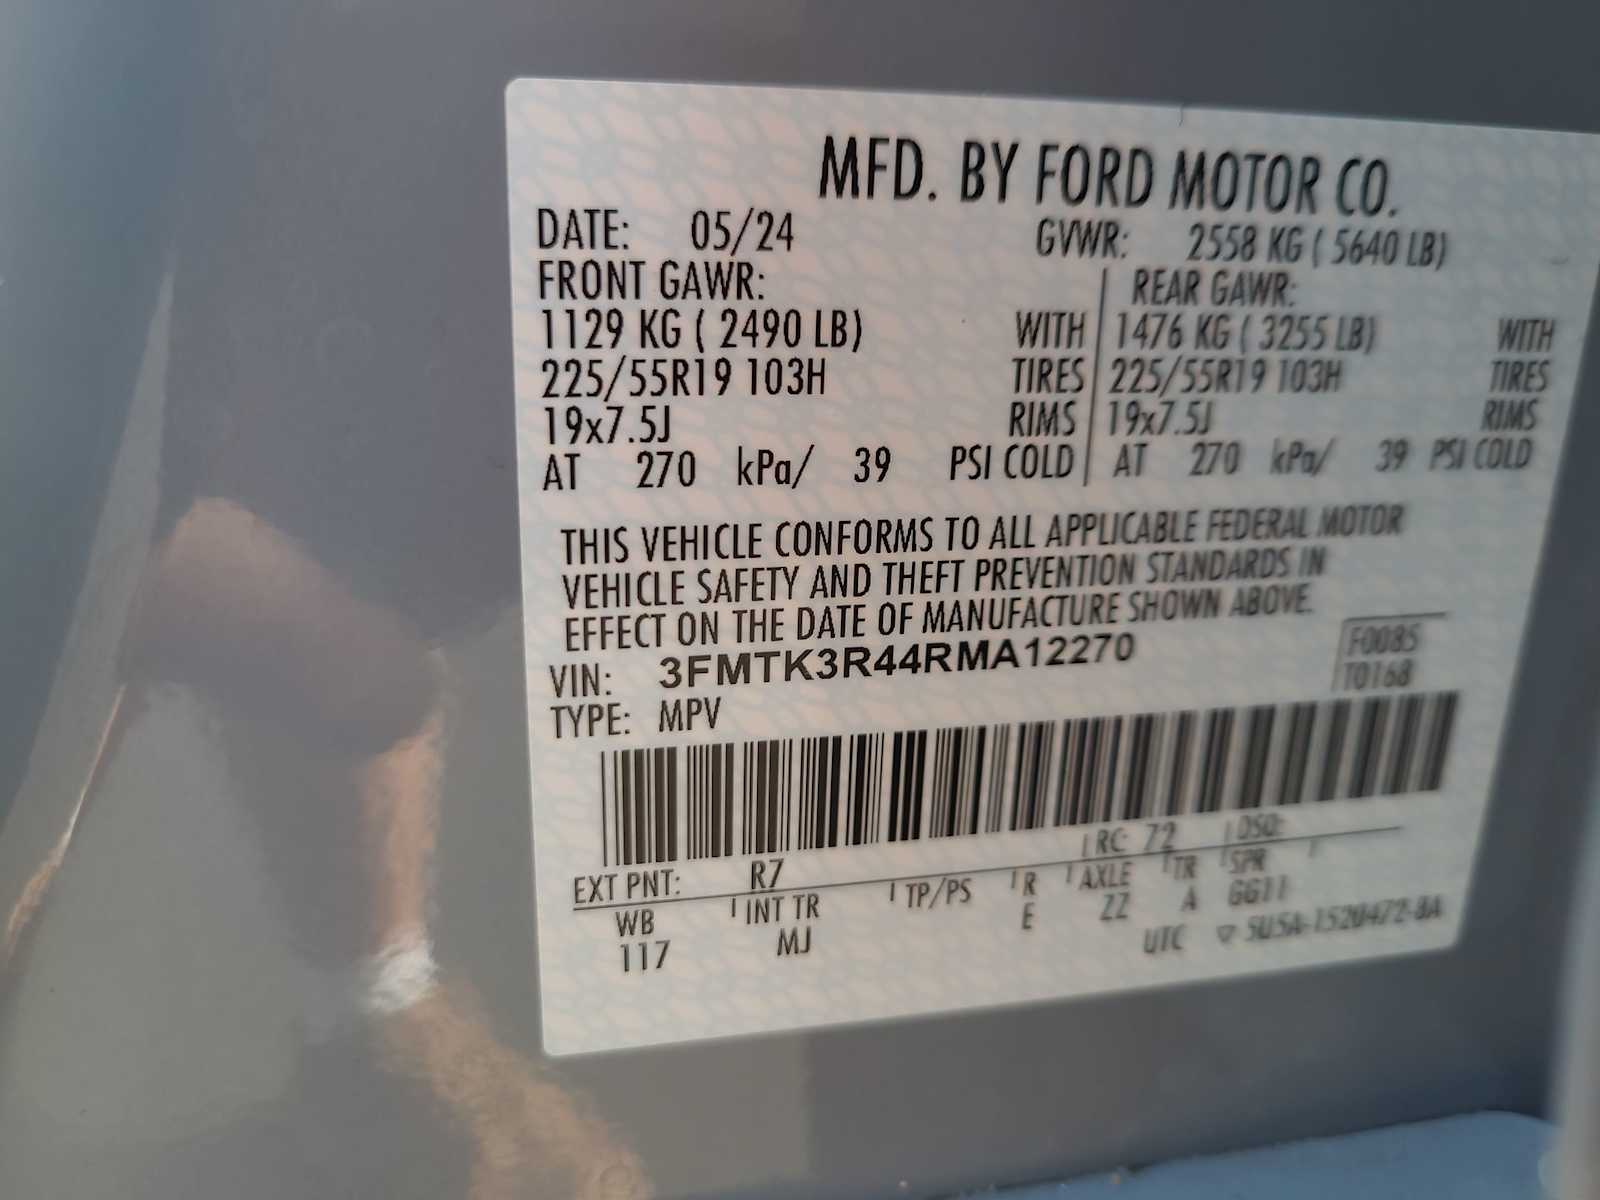 MFD. BY FORD MOTOR CO.
DATE: 05/24 GVWR: 2558 KG ( 5640 LB)
FRONT GAWR: REAR GAWR:
1129 KG ( 2490 LB) WITH 1476 KG ( 3255 LB) WITH
225/55R19 103H TIRES 225/55R19 103H TIRES
19x7.5J RIMS 19x7.5J RIMS
AT 270 kPa/ 39 PSI COLD AT 270 kPa/ 39 PSI COLD
THIS VEHICLE CONFORMS TO ALL APPLICABLE FEDERAL MOTOR
VEHICLE SAFETY AND THEFT PREVENTION STANDARDS IN
EFFECT ON THE DATE OF MANUFACTURE SHOWN ABOVE.
VIN: 3FMTK3R44RMA12270 F0085
TYPE: MPV T0168
EXT PNT: R7 RC: 72 DSO:
WB INT TR TP/PS R AXLE TR SPR
117 MJ E ZZ A GG11
UTC ▽ 5U5A-1520472-BA